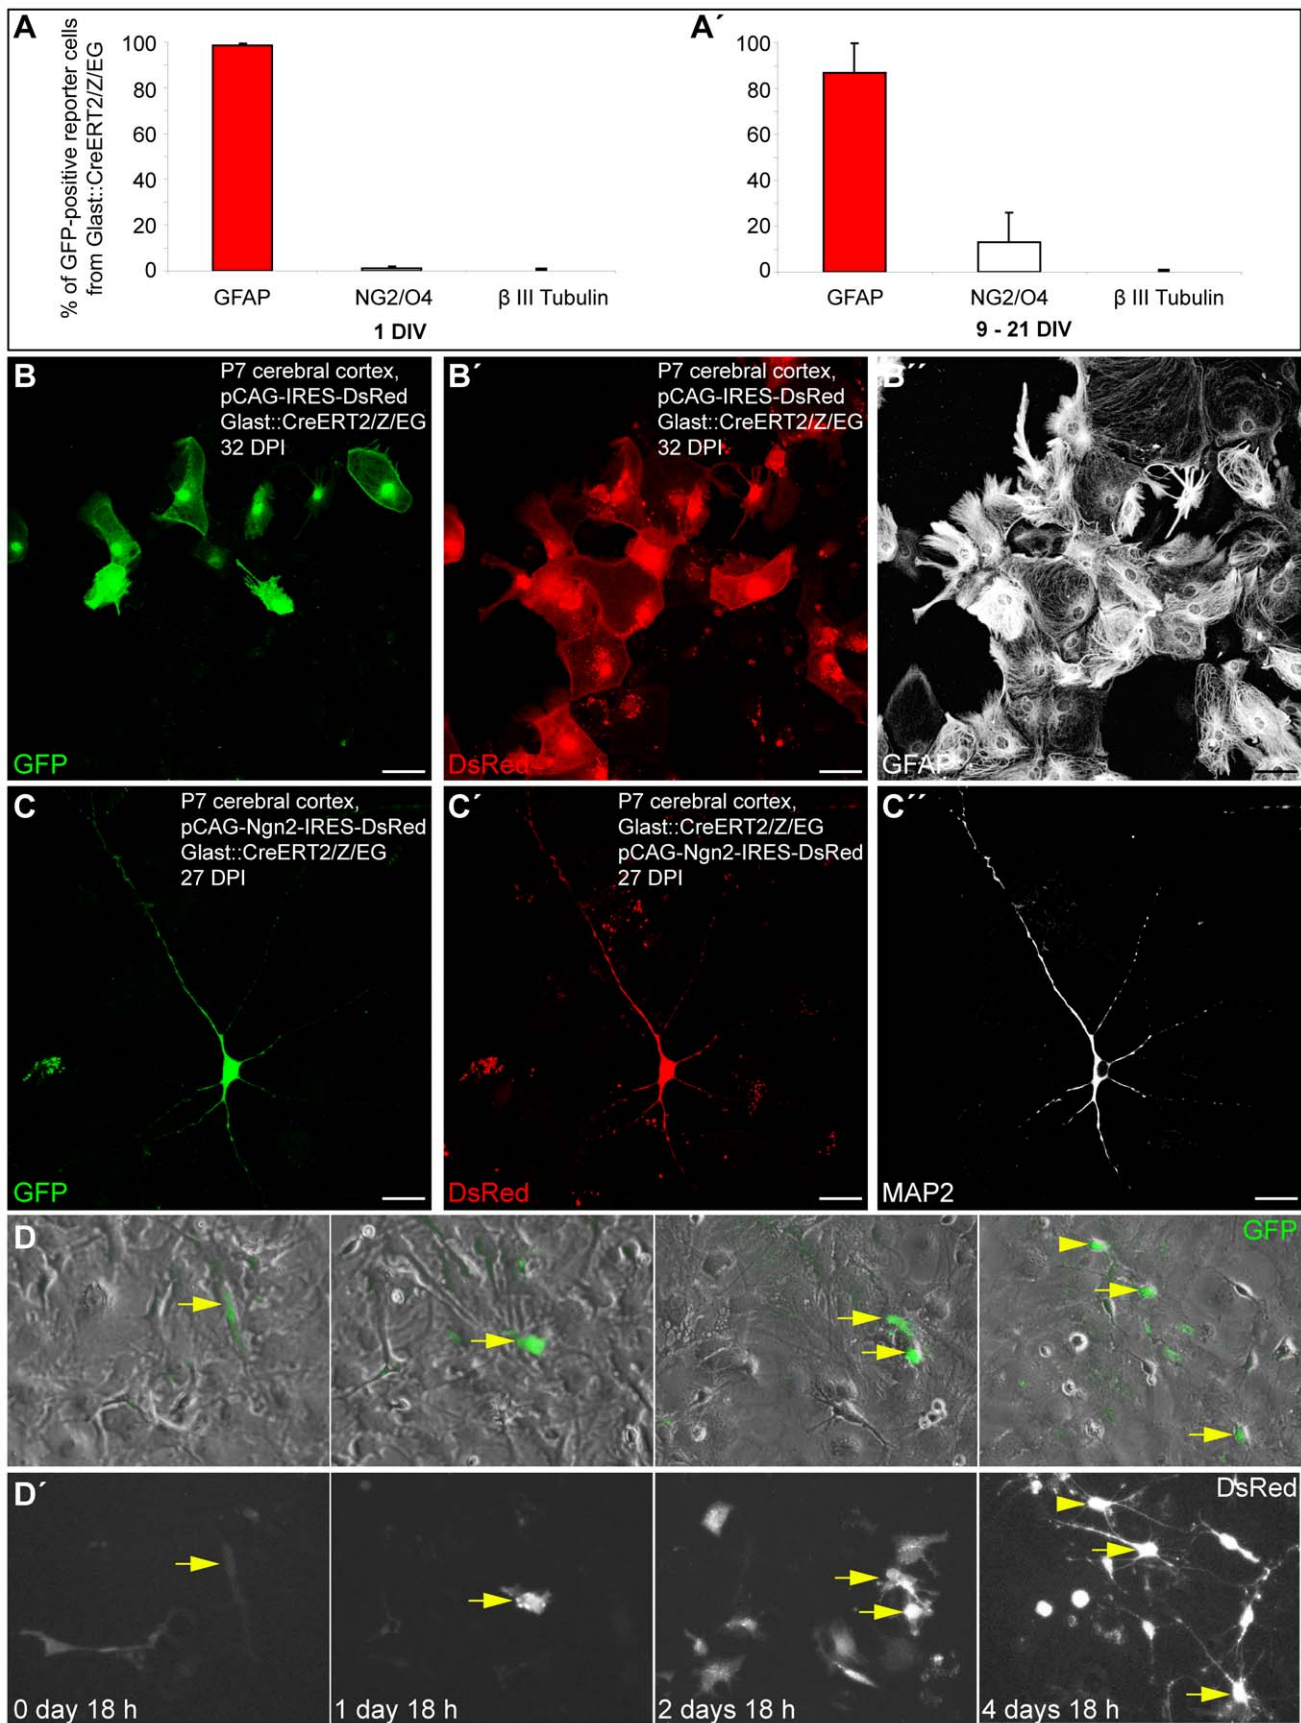 A
% of GFP-positive reporter cells
from Glast::CreERT2/Z/EG
100
80
60
40
20
0
GFAP NG2/O4 β III Tubulin
1 DIV
A´
100
80
60
40
20
0
GFAP NG2/O4 β III Tubulin
9 - 21 DIV
B
P7 cerebral cortex,
pCAG-IRES-DsRed
Glast::CreERT2/Z/EG
32 DPI
GFP
B´
P7 cerebral cortex,
pCAG-IRES-DsRed
Glast::CreERT2/Z/EG
32 DPI
DsRed
B´´
GFAP
C
P7 cerebral cortex,
pCAG-Ngn2-IRES-DsRed
Glast::CreERT2/Z/EG
27 DPI
GFP
C´
P7 cerebral cortex,
Glast::CreERT2/Z/EG
pCAG-Ngn2-IRES-DsRed
27 DPI
DsRed
C´´
MAP2
D
GFP
D´
DsRed
0 day 18 h
1 day 18 h
2 days 18 h
4 days 18 h